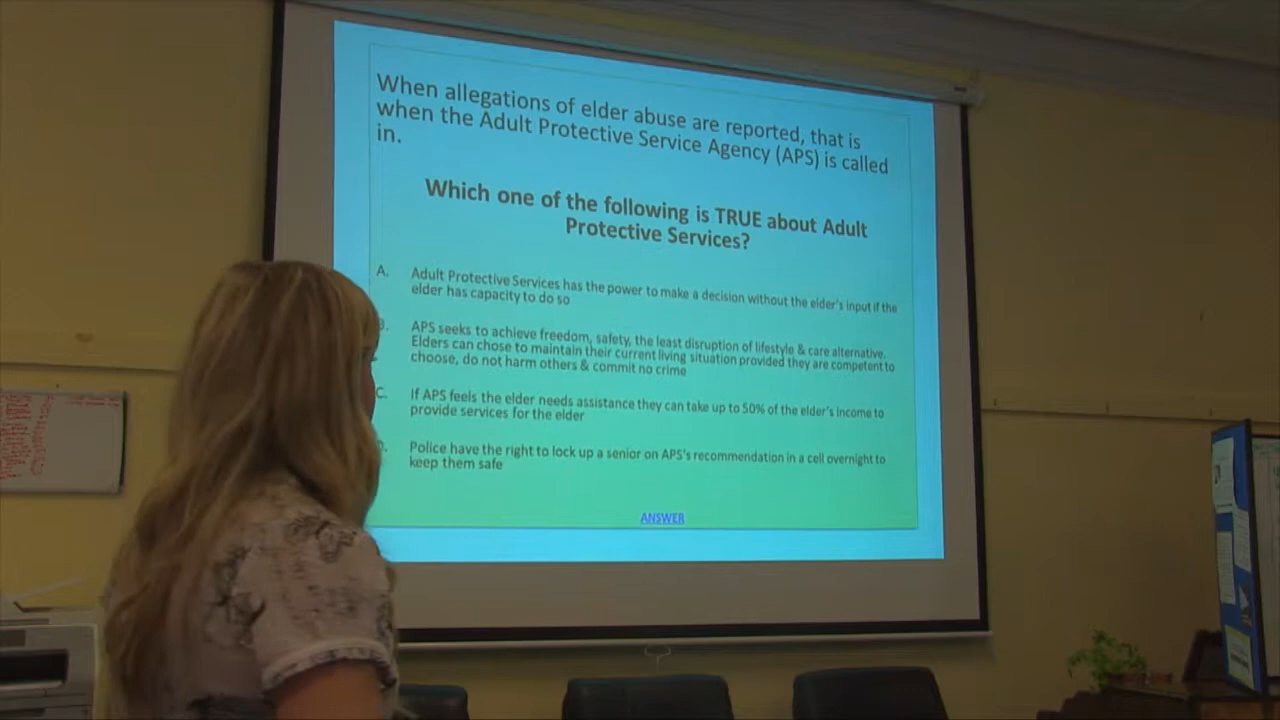 When allegations of elder abuse are reported, that is
when the Adult Protective Service Agency (APS) is called
in.
Which one of the following is TRUE about Adult
Protective Services?
A. Adult Protective Services has the power to make a decision without the elder's input if the
elder has capacity to do so
B. APS seeks to achieve freedom, safety, the least disruption of lifestyle & care alternative.
Elders can chose to maintain their current living situation provided they are competent to
choose, do not harm others & commit no crime
C. If APS feels the elder needs assistance they can take up to 50% of the elder's income to
provide services for the elder
D. Police have the right to lock up a senior on APS's recommendation in a cell overnight to
keep them safe
ANSWER